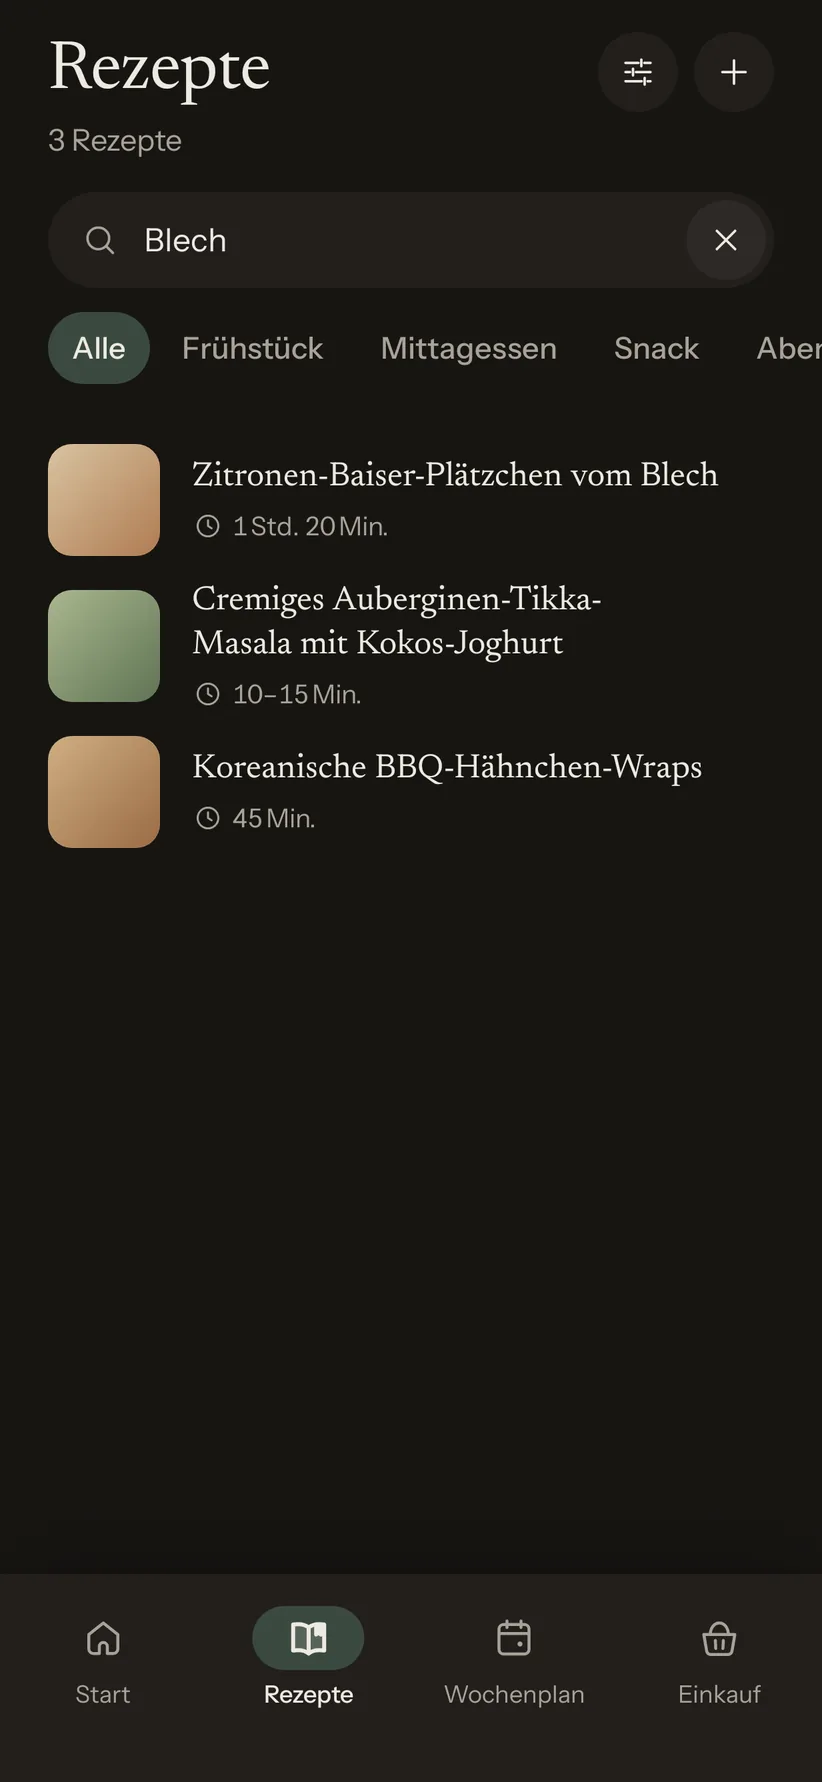 Rezepte
3 Rezepte
Blech
Alle Frühstück Mittagessen Snack Aber
Zitronen-Baiser-Plätzchen vom Blech
1 Std. 20 Min.
Cremiges Auberginen-Tikka-
Masala mit Kokos-Joghurt
10–15 Min.
Koreanische BBQ-Hähnchen-Wraps
45 Min.
Start Rezepte Wochenplan Einkauf